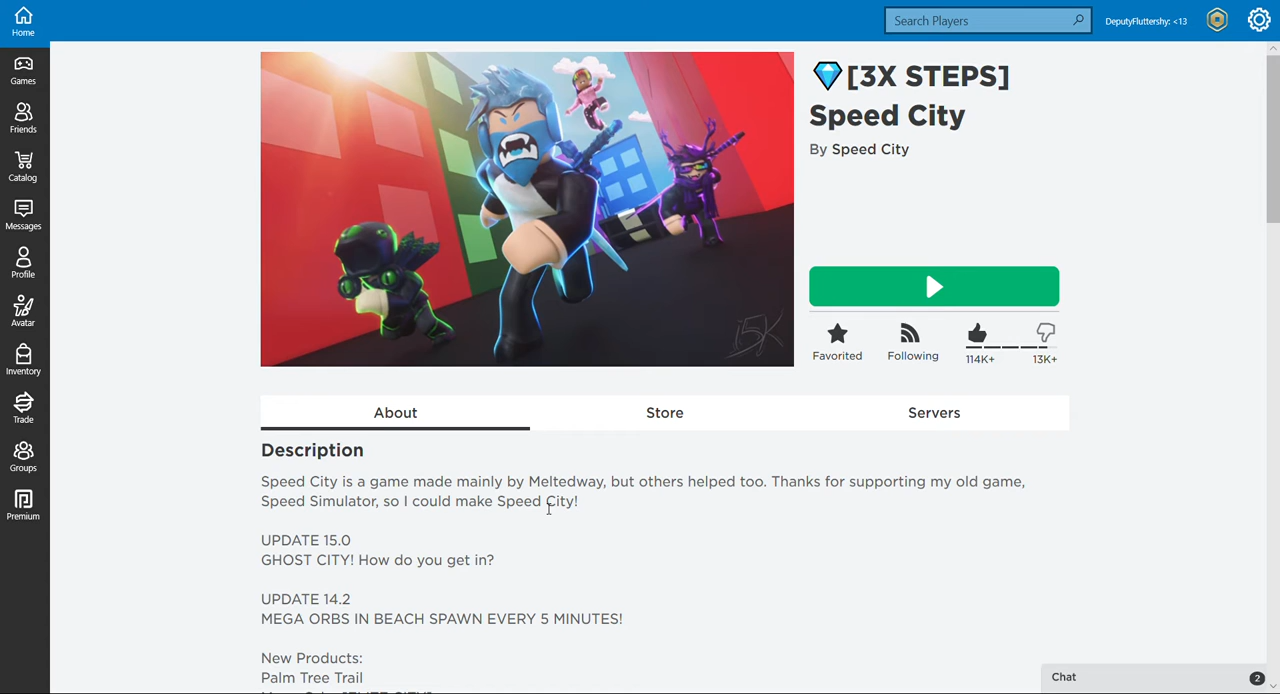 Home
Search Players
DeputyFluttershy: <13
Games
Friends
Catalog
Messages
Profile
Avatar
Inventory
Trade
Groups
Premium
i5K
[3X STEPS]
Speed City
By Speed City
Favorited
Following
114K+
13K+
About
Store
Servers
Description
Speed City is a game made mainly by Meltedway, but others helped too. Thanks for supporting my old game,
Speed Simulator, so I could make Speed City!
UPDATE 15.0
GHOST CITY! How do you get in?
UPDATE 14.2
MEGA ORBS IN BEACH SPAWN EVERY 5 MINUTES!
New Products:
Palm Tree Trail
Chat
2